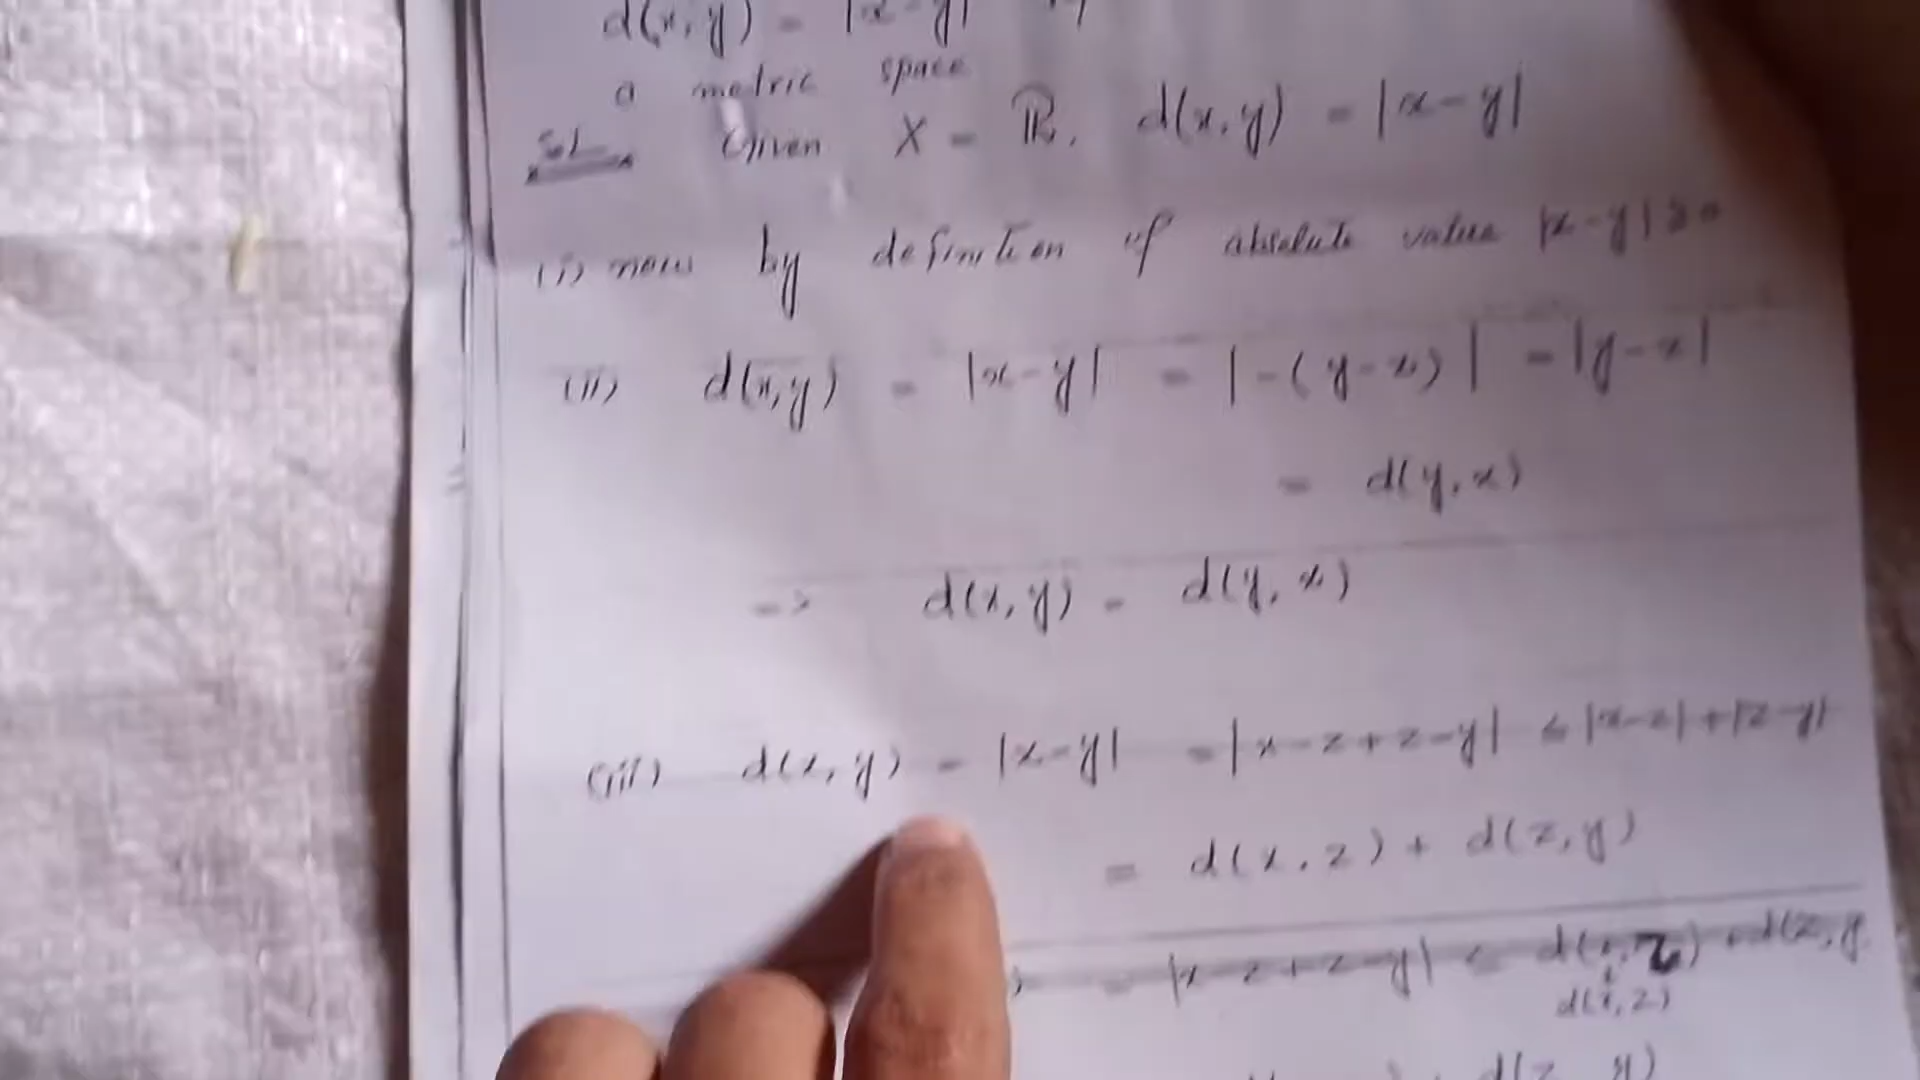 d(x, y) = |x - y|
a metric space
Sol Given X = ℝ, d(x, y) = |x - y|
(i) now by definition of absolute value |x - y| ≥ 0
(ii) d(x, y) = |x - y| = |-(y - x)| = |y - x|
= d(y, x)
=> d(x, y) = d(y, x)
(iii) d(x, y) = |x - y| = |x - z + z - y| ≤ |x - z| + |z - y|
= d(x, z) + d(z, y)
= |x - z + z - y| ≤ d(x, z) + d(z, y
d(x, z)
d(z, y)